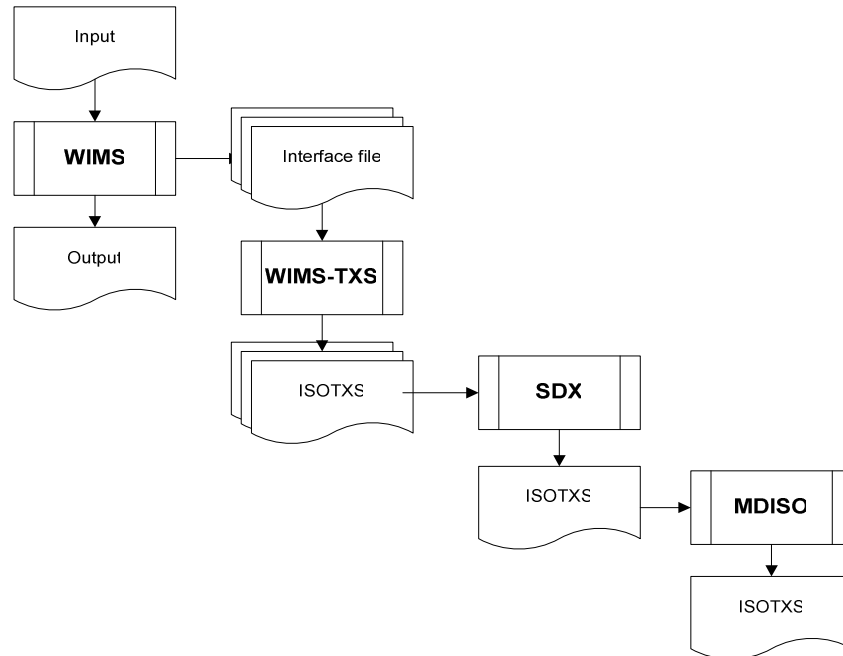 Input
WIMS
Interface file
Output
WIMS-TXS
ISOTXS
SDX
ISOTXS
MDISO
ISOTXS